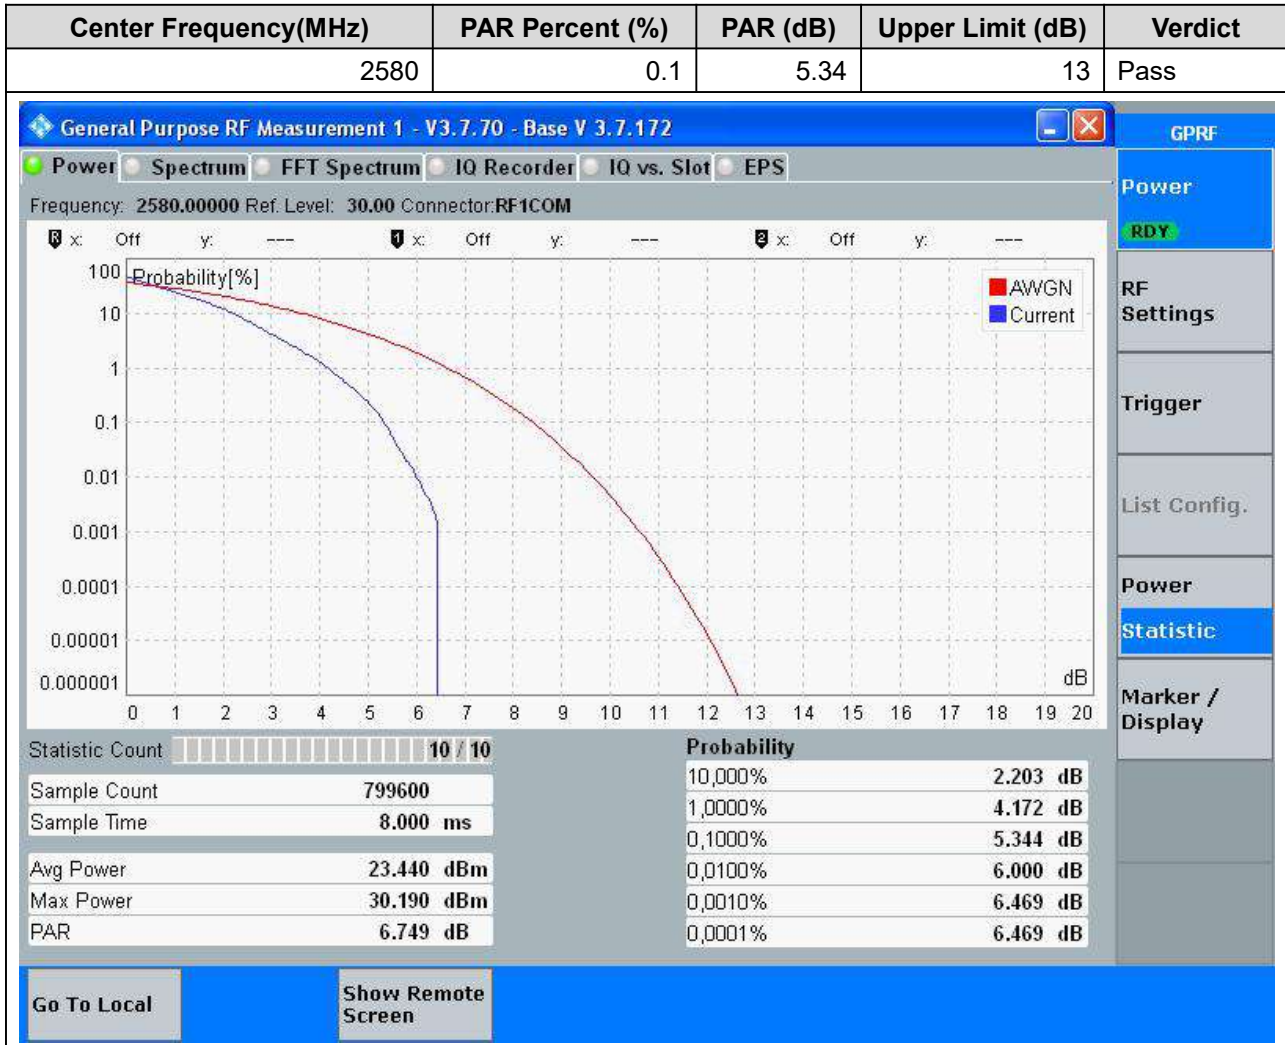 Center Frequency(MHz) PAR Percent (%) PAR (dB) Upper Limit (dB) Verdict
2580 0.1 5.34 13 Pass
General Purpose RF Measurement 1 - V3.7.70 - Base V 3.7.172
GPRF
Power Spectrum FFT Spectrum IQ Recorder IQ vs. Slot EPS
Power
RDY
Frequency: 2580.00000 Ref. Level: 30.00 Connector:RF1COM
R x: Off y: --- 1 x: Off y: --- 2 x: Off y: ---
Probability[%]
AWGN
Current
100
10
1
0.1
0.01
0.001
0.0001
0.00001
0.000001
dB
0 1 2 3 4 5 6 7 8 9 10 11 12 13 14 15 16 17 18 19 20
RF
Settings
Trigger
List Config.
Power
Statistic
Marker /
Display
Statistic Count 10 / 10
Sample Count 799600
Sample Time 8.000 ms
Avg Power 23.440 dBm
Max Power 30.190 dBm
PAR 6.749 dB
Probability
10,000% 2.203 dB
1,0000% 4.172 dB
0,1000% 5.344 dB
0,0100% 6.000 dB
0,0010% 6.469 dB
0,0001% 6.469 dB
Go To Local
Show Remote
Screen